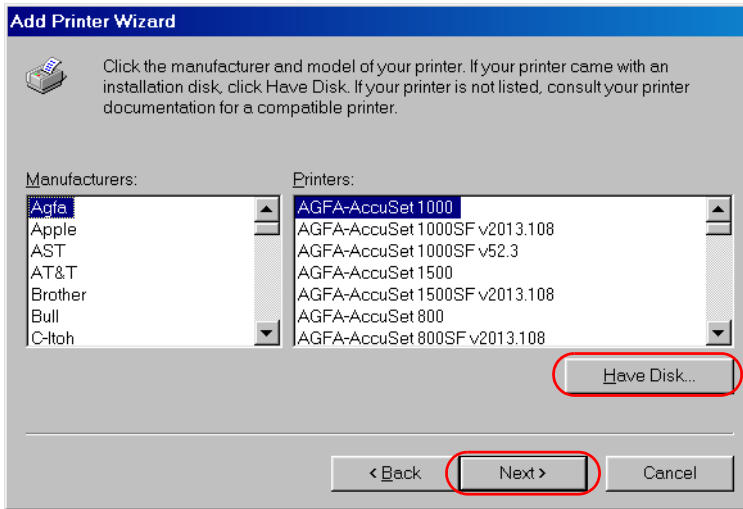 Add Printer Wizard
Click the manufacturer and model of your printer. If your printer came with an
installation disk, click Have Disk. If your printer is not listed, consult your printer
documentation for a compatible printer.
Manufacturers:
Agfa
Apple
AST
AT&T
Brother
Bull
C-Itoh
Printers:
AGFA-AccuSet 1000
AGFA-AccuSet 1000SF v2013.108
AGFA-AccuSet 1000SF v52.3
AGFA-AccuSet 1500
AGFA-AccuSet 1500SF v2013.108
AGFA-AccuSet 800
AGFA-AccuSet 800SF v2013.108
Have Disk...
< Back
Next >
Cancel